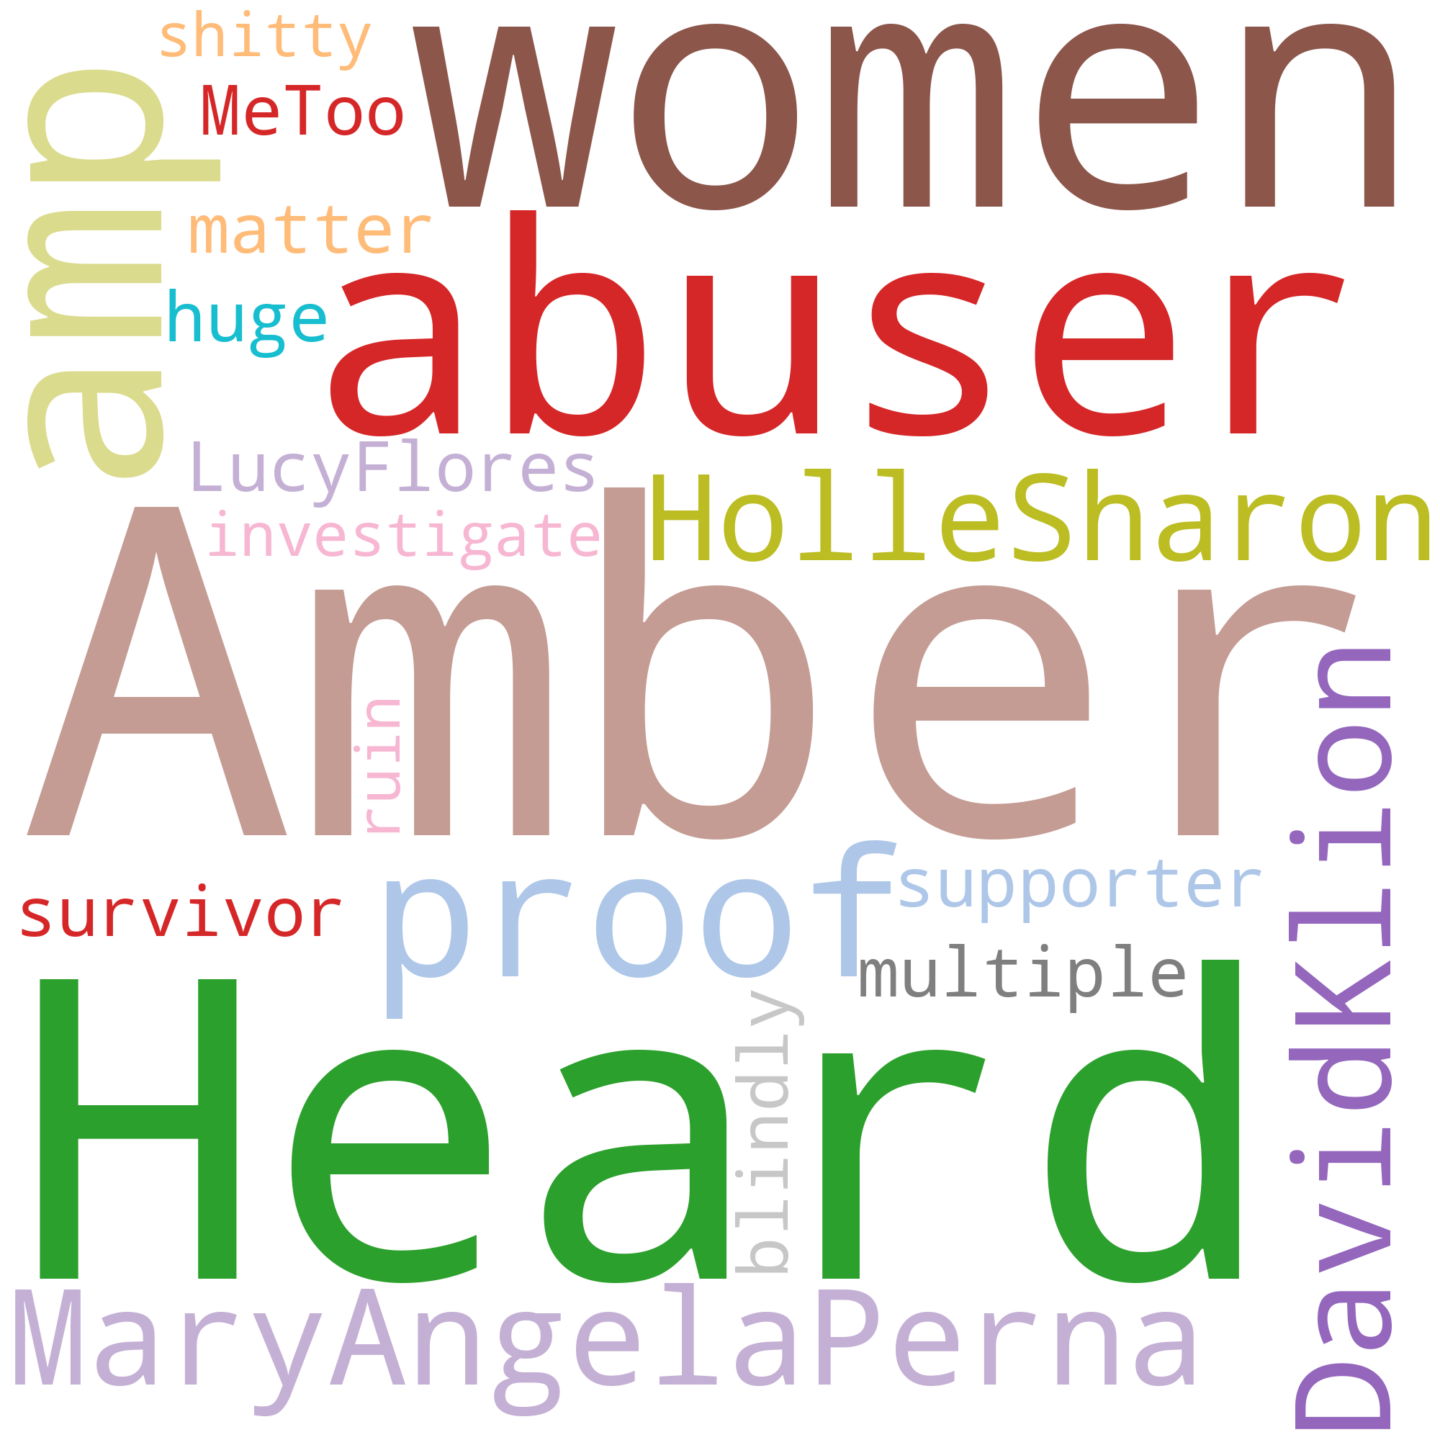 shitty
women
MeToo
amp
matter
abuser
huge
LucyFlores
HolleSharon
investigate
Amber
ruin
DavidKlion
proof
supporter
survivor
multiple
Heard
blindly
MaryAngelaPerna